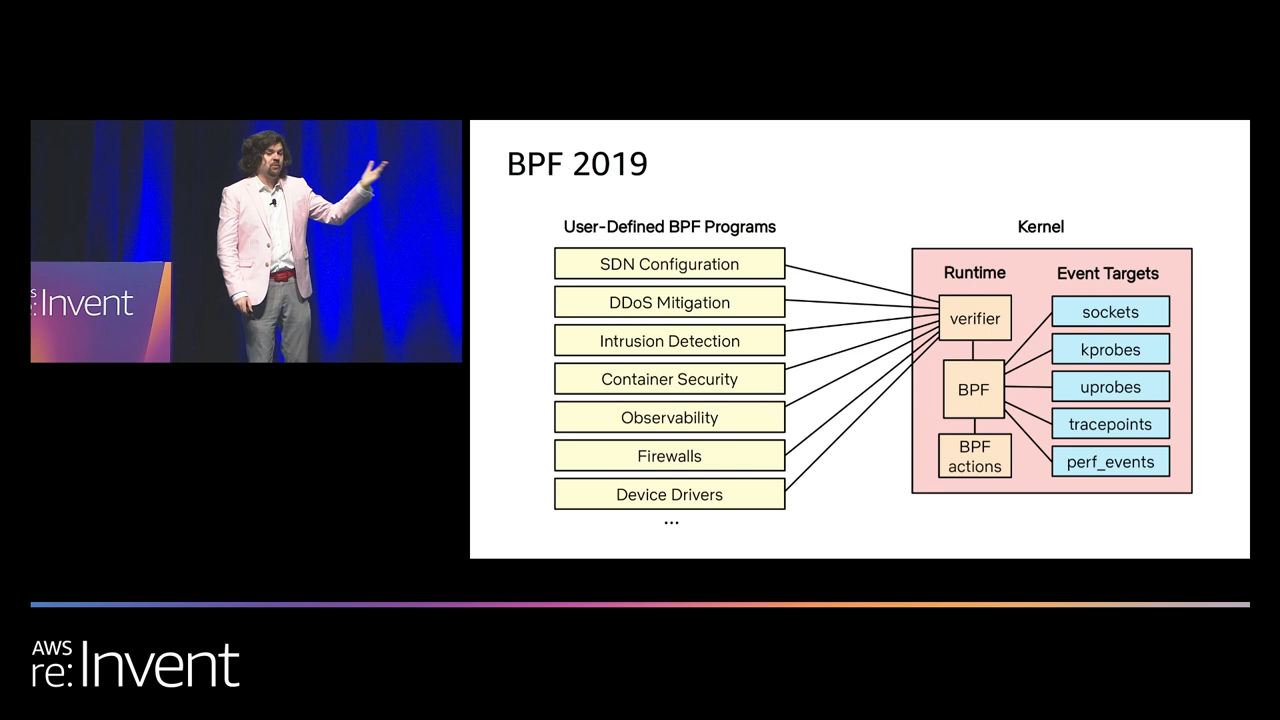 s
e:Invent
BPF 2019
User-Defined BPF Programs
SDN Configuration
DDoS Mitigation
Intrusion Detection
Container Security
Observability
Firewalls
Device Drivers
...
Kernel
Runtime
verifier
BPF
BPF
actions
Event Targets
sockets
kprobes
uprobes
tracepoints
perf_events
AWS
re:Invent